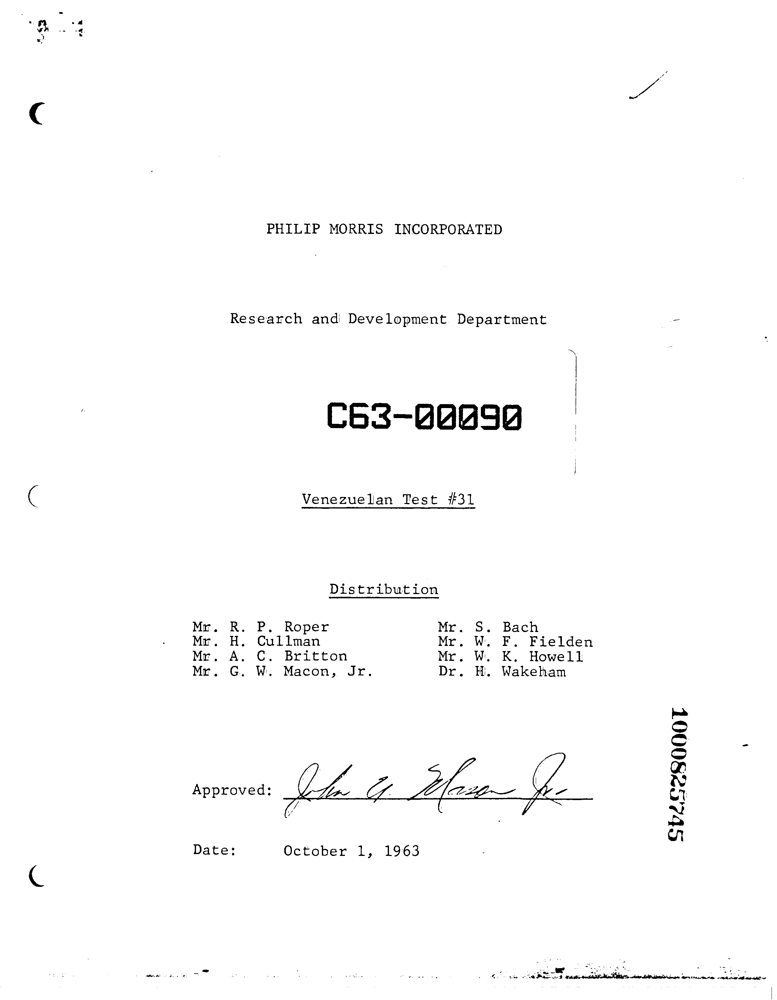 PHILIP MORRIS INCORPORATED
Research and Development Department
C63-00090
Venezuelan Test #31
Distribution
Mr. R. P. Roper Mr. S. Bach
Mr. H. Cullman Mr. W. F. Fielden
Mr. A. C. Britton Mr. W. K. Howell
Mr. G. W. Macon, Jr. Dr. H. Wakeham
Approved: John U. Mason Jr.
Date: October 1, 1963
1000825745